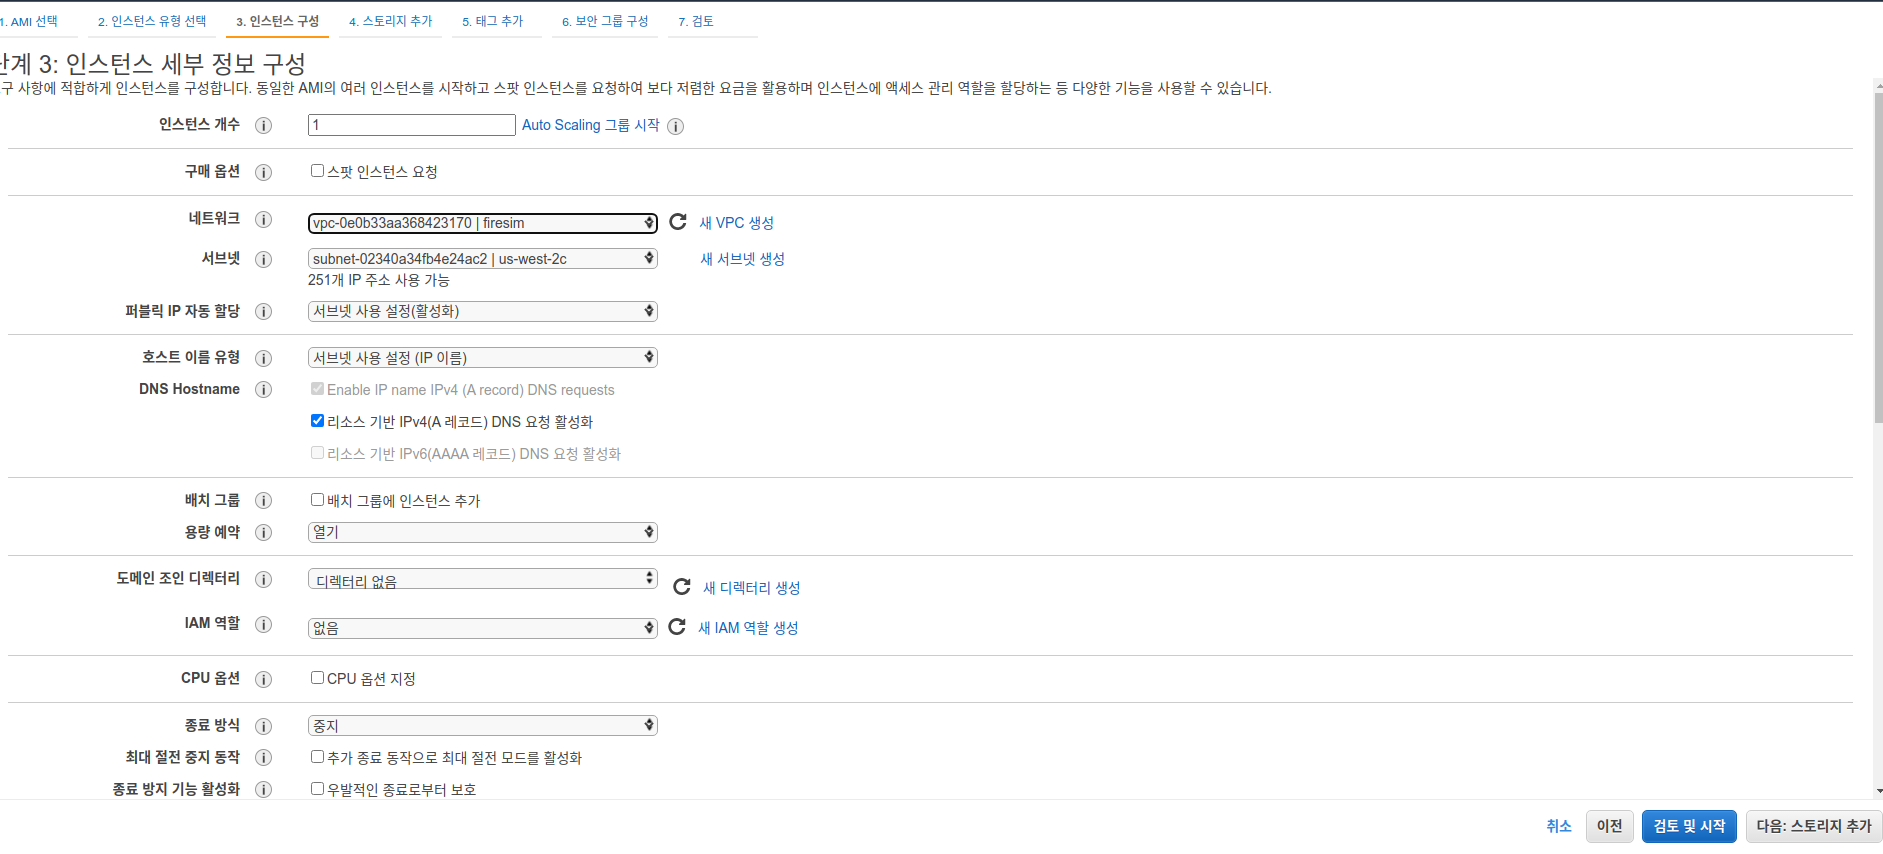 1. AMI 선택 2. 인스턴스 유형 선택 3. 인스턴스 구성 4. 스토리지 추가 5. 태그 추가 6. 보안 그룹 구성 7. 검토
단계 3: 인스턴스 세부 정보 구성
구 사항에 적합하게 인스턴스를 구성합니다. 동일한 AMI의 여러 인스턴스를 시작하고 스팟 인스턴스를 요청하여 보다 저렴한 요금을 활용하며 인스턴스에 액세스 관리 역할을 할당하는 등 다양한 기능을 사용할 수 있습니다.
인스턴스 개수 i 1 Auto Scaling 그룹 시작 i
구매 옵션 i 스팟 인스턴스 요청
네트워크 i vpc-0e0b33aa368423170 | firesim 새 VPC 생성
서브넷 i subnet-02340a34fb4e24ac2 | us-west-2c 새 서브넷 생성
251개 IP 주소 사용 가능
퍼블릭 IP 자동 할당 i 서브넷 사용 설정(활성화)
호스트 이름 유형 i 서브넷 사용 설정 (IP 이름)
DNS Hostname i Enable IP name IPv4 (A record) DNS requests
리소스 기반 IPv4(A 레코드) DNS 요청 활성화
리소스 기반 IPv6(AAAA 레코드) DNS 요청 활성화
배치 그룹 i 배치 그룹에 인스턴스 추가
용량 예약 i 열기
도메인 조인 디렉터리 i 디렉터리 없음 새 디렉터리 생성
IAM 역할 i 없음 새 IAM 역할 생성
CPU 옵션 i CPU 옵션 지정
종료 방식 i 중지
최대 절전 중지 동작 i 추가 종료 동작으로 최대 절전 모드를 활성화
종료 방지 기능 활성화 i 우발적인 종료로부터 보호
취소 이전 검토 및 시작 다음: 스토리지 추가